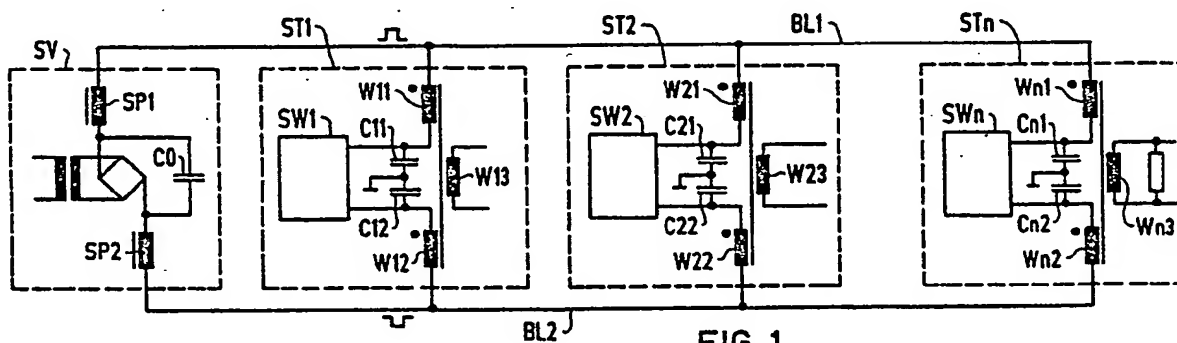 ST1
ST2
BL1
STn
SV
SP1
W11
W21
Wn1
SW1
C11
SW2
C21
SWn
Cn1
C0
W13
W23
C12
C22
Cn2
Wn3
SP2
W12
W22
Wn2
BL2
FIG. 1